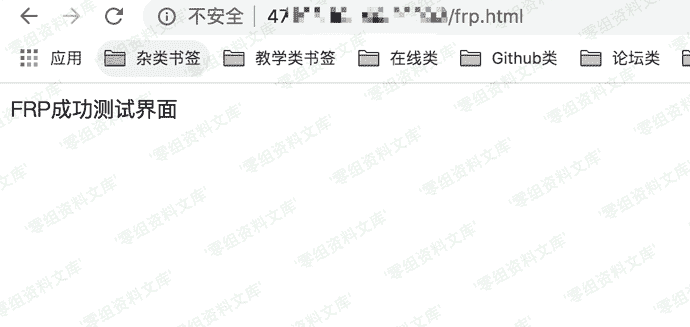 不安全 47 /frp.html
应用 杂类书签 教学类书签 在线类 Github类 论坛类
FRP成功测试界面
'零组资料文库'